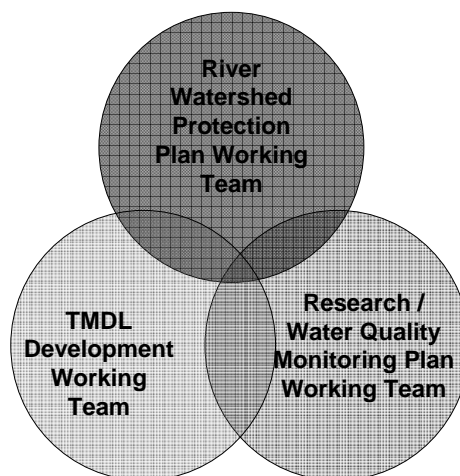 River
Watershed
Protection
Plan Working
Team
TMDL
Development
Working
Team
Research /
Water Quality
Monitoring Plan
Working Team